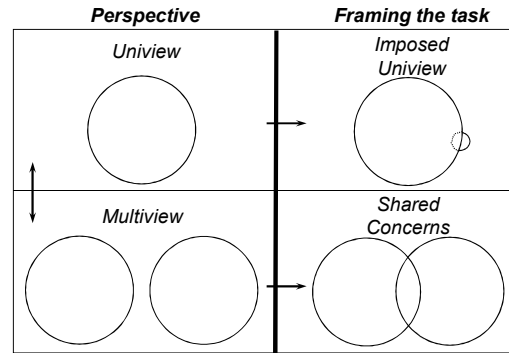 Perspective
Framing the task
Uniview
Imposed
Uniview
Multiview
Shared
Concerns